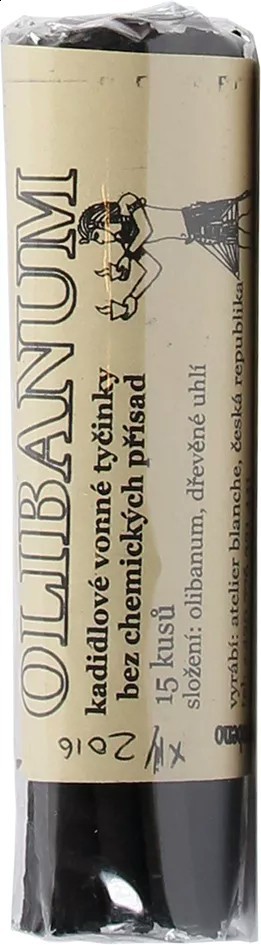 OLIBANUM
kadidlové vonné tyčinky
bez chemických přísad
15 kusů
složení: olibanum, dřevěné uhlí
vyrábí: atelier blanche, česká republika
2016